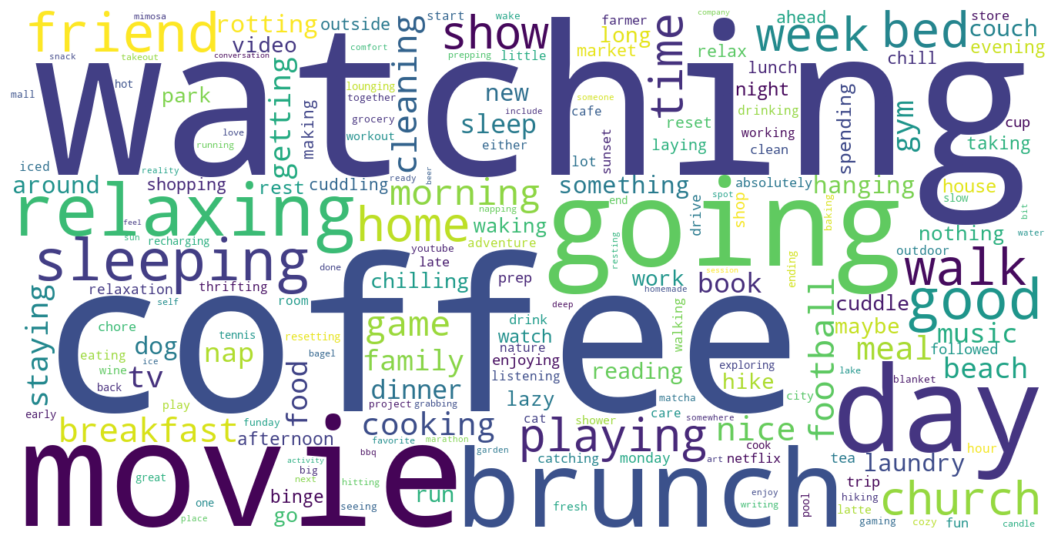 mimosa
friend
rotting
outside
start
wake
show
time
farmer
long
ahead
company
week
bed
store
couch
evening
snack
takeout
conversation
video
comfort
prepping
little
market
relax
lunch
chill
mall
hot
park
getting
making
lounging
together
cleaning
new
cafe
someone
night
drinking
spending
gym
cup
watching
iced
love
grocery
workout
sleep
either
include
lot
sunset
laying
reset
working
clean
taking
running
reality
ready
beer
around
shopping
rest
cuddling
morning
something
absolutely
hanging
house
slow
relaxing
home
waking
napping
end
spot
drive
shop
baking
nothing
bit
water
feel
sun
recharging
youtube
adventure
going
resting
outdoor
sleeping
late
done
chilling
prep
work
book
session
ending
walk
relaxation
thrifting
self
room
deep
homemade
cuddle
good
staying
chore
tennis
resetting
game
drink
watch
nature
walking
football
maybe
music
followed
coffee
dog
nap
ice
bagel
family
enjoying
listening
reading
exploring
hike
meal
beach
eating
wine
tv
back
food
dinner
lazy
matcha
city
lake
blanket
early
play
funday
project
grabbing
cat
shower
care
somewhere
day
breakfast
afternoon
favorite
marathon
cooking
playing
nice
hour
movie
garden
bbq
brunch
catching
monday
art
cook
netflix
tea
laundry
great
activity
big
next
hitting
binge
run
trip
hiking
church
one
place
go
seeing
fresh
writing
enjoy
pool
latte
gaming
cozy
fun
candle